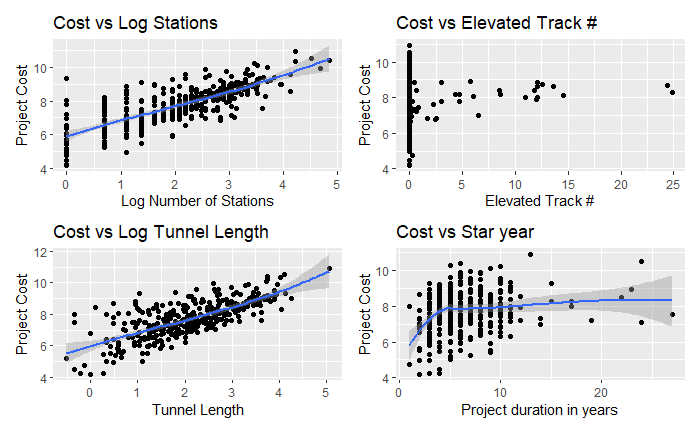 Cost vs Log Stations
Project Cost
10
8
6
4
0 1 2 3 4 5
Log Number of Stations
Cost vs Elevated Track #
Project Cost
10
8
6
4
0 5 10 15 20 25
Elevated Track #
Cost vs Log Tunnel Length
Project Cost
12
10
8
6
4
0 1 2 3 4 5
Tunnel Length
Cost vs Star year
Project Cost
10
8
6
4
0 10 20
Project duration in years